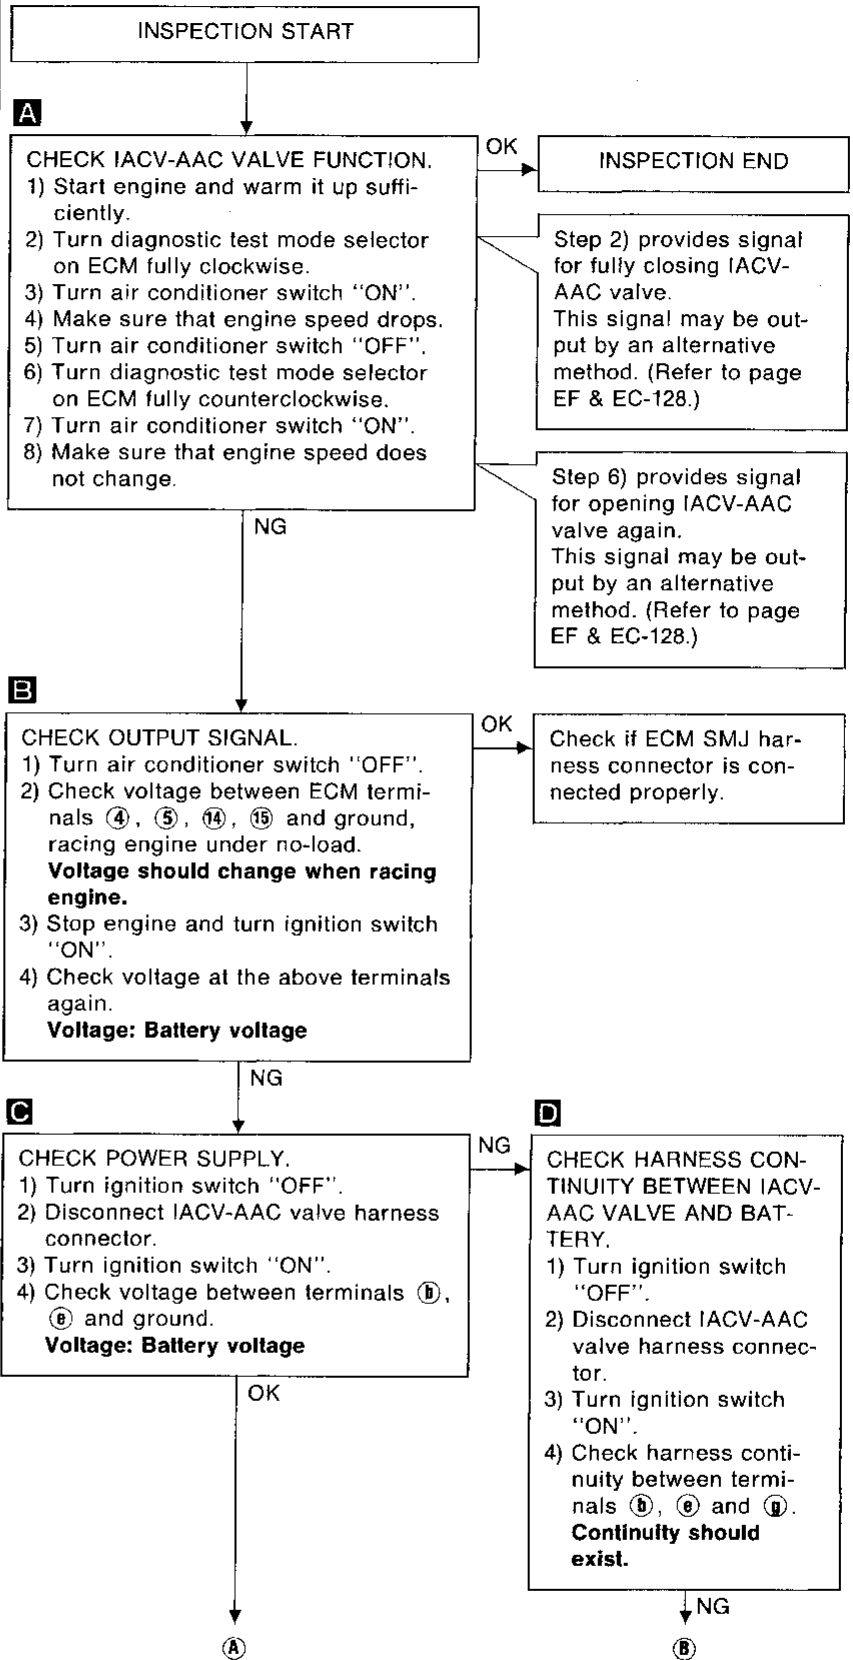 INSPECTION START
A
CHECK IACV-AAC VALVE FUNCTION.
1) Start engine and warm it up suffi-
ciently.
2) Turn diagnostic test mode selector
on ECM fully clockwise.
3) Turn air conditioner switch "ON".
4) Make sure that engine speed drops.
5) Turn air conditioner switch "OFF".
6) Turn diagnostic test mode selector
on ECM fully counterclockwise.
7) Turn air conditioner switch "ON".
8) Make sure that engine speed does
not change.
OK
INSPECTION END
Step 2) provides signal
for fully closing IACV-
AAC valve.
This signal may be out-
put by an alternative
method. (Refer to page
EF & EC-128.)
Step 6) provides signal
for opening IACV-AAC
valve again.
This signal may be out-
put by an alternative
method. (Refer to page
EF & EC-128.)
NG
B
CHECK OUTPUT SIGNAL.
1) Turn air conditioner switch "OFF".
2) Check voltage between ECM termi-
nals ④, ⑤, ⑭, ⑮ and ground,
racing engine under no-load.
Voltage should change when racing
engine.
3) Stop engine and turn ignition switch
"ON".
4) Check voltage at the above terminals
again.
Voltage: Battery voltage
OK
Check if ECM SMJ har-
ness connector is con-
nected properly.
NG
C
CHECK POWER SUPPLY.
1) Turn ignition switch "OFF".
2) Disconnect IACV-AAC valve harness
connector.
3) Turn ignition switch "ON".
4) Check voltage between terminals ⓑ,
ⓔ and ground.
Voltage: Battery voltage
NG
D
CHECK HARNESS CON-
TINUITY BETWEEN IACV-
AAC VALVE AND BAT-
TERY.
1) Turn ignition switch
"OFF".
2) Disconnect IACV-AAC
valve harness connec-
tor.
3) Turn ignition switch
"ON".
4) Check harness conti-
nuity between termi-
nals ⓑ, ⓔ and ⓖ.
Continuity should
exist.
OK
NG
Ⓐ
Ⓑ